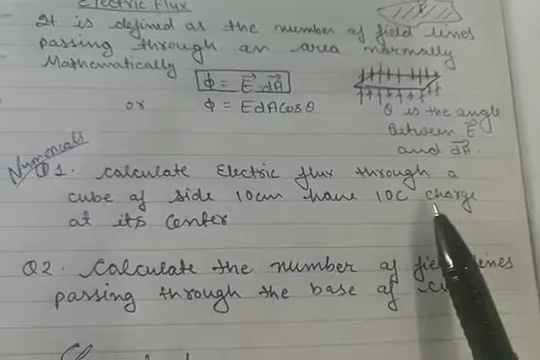 Electric Flux
It is defined as the number of field lines
passing through an area normally
Mathematically
ϕ = E⃗.dA⃗
or ϕ = EdA cosθ
θ is the angle
between E⃗
and dA⃗.
Numericals
Q1. Calculate Electric flux through a
cube of side 10cm have 10C charge
at its center
Q2. Calculate the number of field lines
passing through the base of